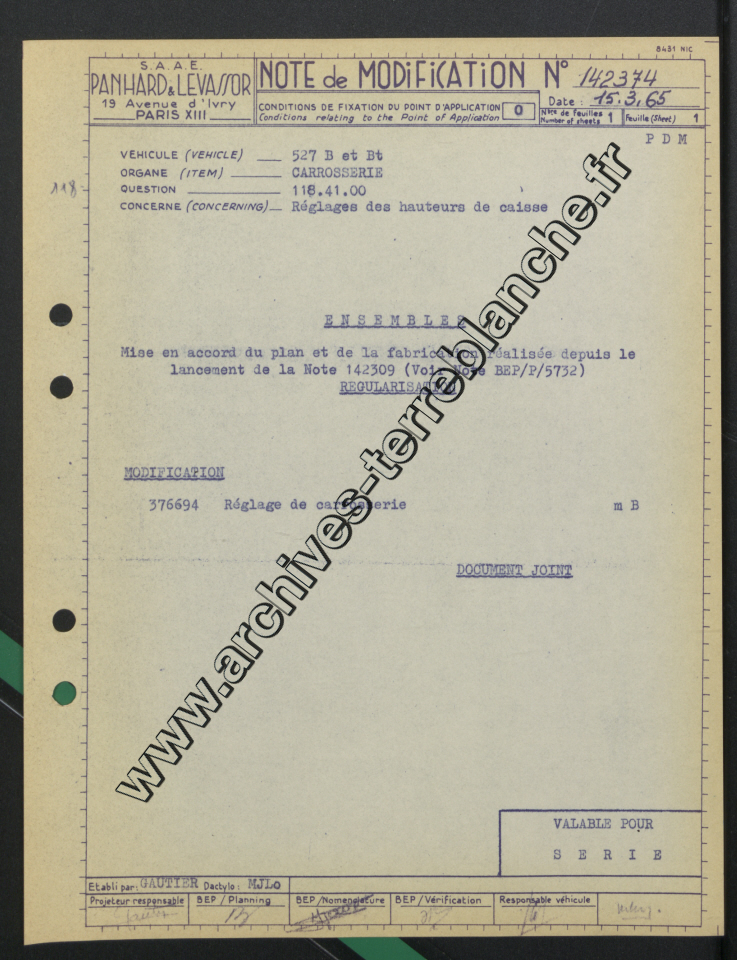 8431 NIC
S.A.A.E.
PANHARD & LEVASSOR
19 Avenue d'Ivry
PARIS XIII
NOTE de MODIFICATION N° 142374
Date: 15.3.65
CONDITIONS DE FIXATION DU POINT D'APPLICATION
Conditions relating to the Point of Application
0
Nbre de feuilles 1
Number of sheets
Feuille (Sheet) 1
P D M
118-
VEHICULE (VEHICLE) 527 B et Bt
ORGANE (ITEM) CARROSSERIE
QUESTION 118.41.00
CONCERNE (CONCERNING) Réglages des hauteurs de caisse
ENSEMBLES
Mise en accord du plan et de la fabrication réalisée depuis le
lancement de la Note 142309 (Voir Note BEP/P/5732)
REGULARISATION
MODIFICATION
376694 Réglage de carrosserie m B
DOCUMENT JOINT
www.archives-terreblanche.fr
VALABLE POUR
S E R I E
Etabli par: GAUTIER Dactylo: MJLO
Projeteur responsable
BEP / Planning
BEP / Nomenclature
BEP / Vérification
Responsable véhicule